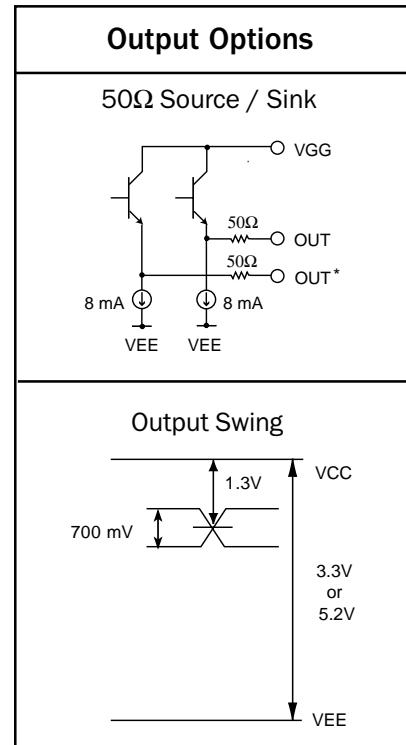 Output Options
50Ω Source / Sink
VGG
50Ω
OUT
50Ω
OUT*
8 mA
8 mA
VEE
VEE
Output Swing
VCC
1.3V
700 mV
3.3V
or
5.2V
VEE